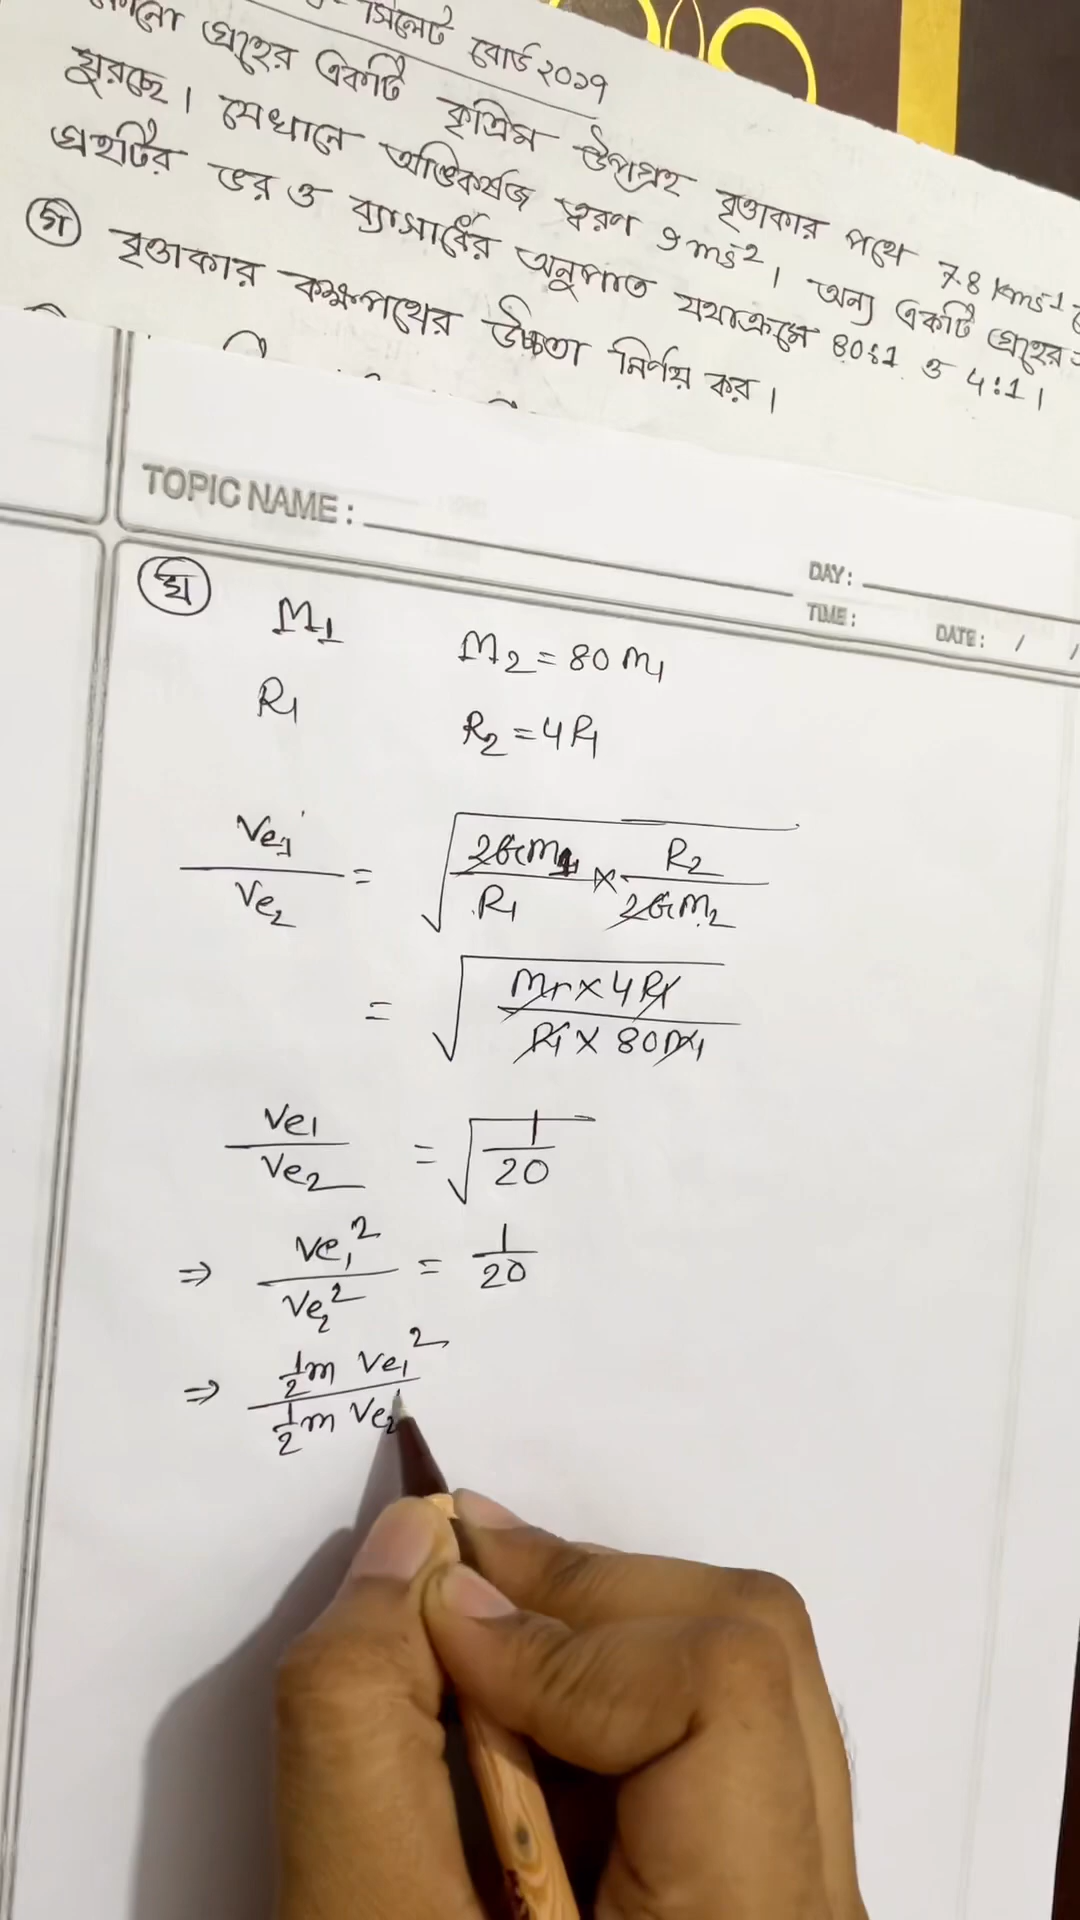 সিলেট বোর্ড ২০১৭
গ্রহের একটি কৃত্রিম উপগ্রহ বৃত্তাকার পথে 7.8 kms⁻¹
ঘুরছে। যেখানে অভিকর্ষজ ত্বরণ 9 ms⁻²। অন্য একটি গ্রহের
গ্রহটির ভর ও ব্যাসার্ধের অনুপাত যথাক্রমে 80:1 ও 4:1।
গ বৃত্তাকার কক্ষপথের উচ্চতা নির্ণয় কর।
TOPIC NAME :
DAY :
TIME :
DATE : / /
ঘ
M₁ M₂ = 80 M₁
R₁ R₂ = 4R₁
Ve₁/Ve₂ = √(2GM₁/R₁ × R₂/2GM₂)
= √(M₁ × 4R₁/R₁ × 80M₁)
Ve₁/Ve₂ = √(1/20)
⇒ Ve₁²/Ve₂² = 1/20
⇒ ½m Ve₁²/½m Ve₂